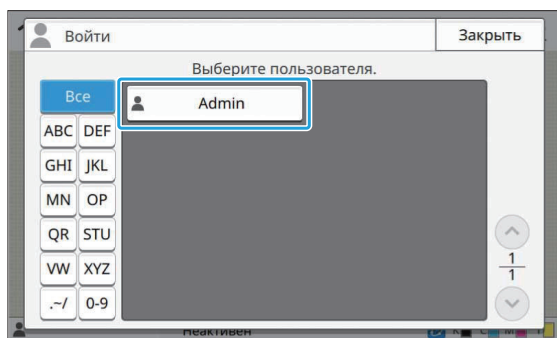 Войти
Закрыть
Выберите пользователя.
Все
Admin
ABC DEF
GHI JKL
MN OP
QR STU
VW XYZ
.~/ 0-9
1
1
Неактивен